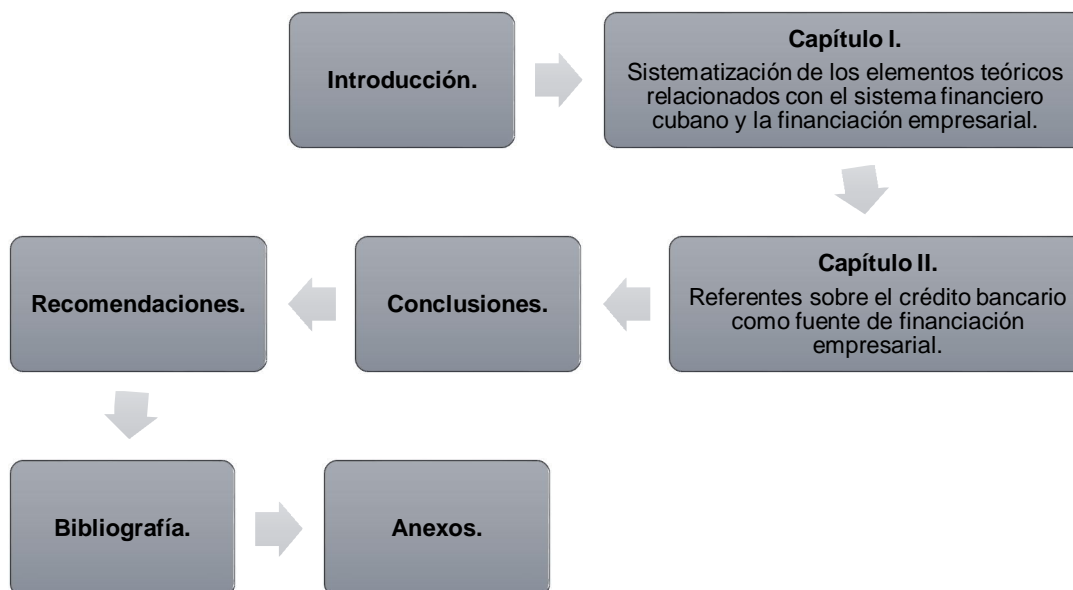 Introducción.
Capítulo I.
Sistematización de los elementos teóricos
relacionados con el sistema financiero
cubano y la financiación empresarial.
Capítulo II.
Referentes sobre el crédito bancario
como fuente de financiación
empresarial.
Conclusiones.
Recomendaciones.
Bibliografía.
Anexos.